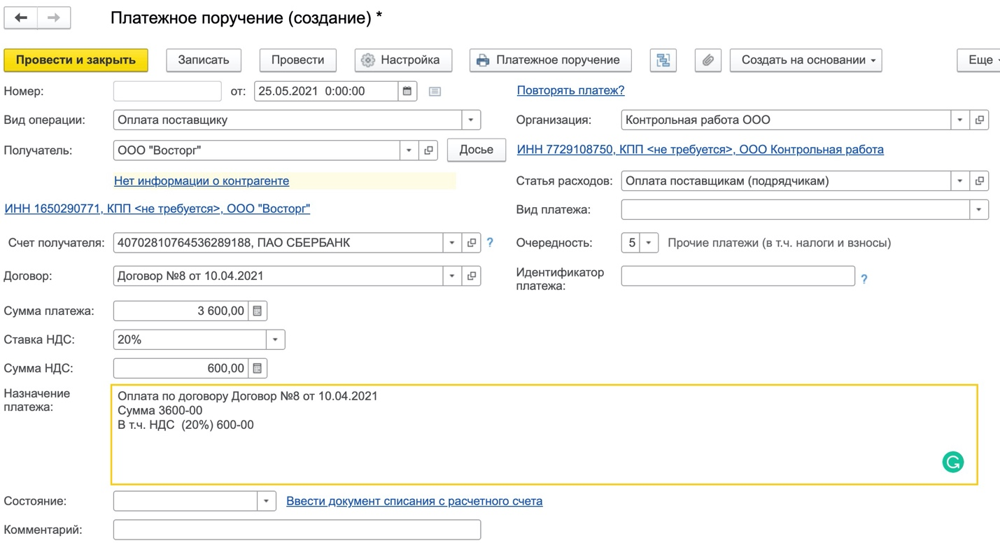 Платежное поручение (создание) *
Провести и закрыть Записать Провести Настройка Платежное поручение Создать на основании Еще
Номер: от: 25.05.2021 0:00:00 Повторять платеж?
Вид операции: Оплата поставщику Организация: Контрольная работа ООО
Получатель: ООО "Восторг" Досье ИНН 7729108750, КПП <не требуется>, ООО Контрольная работа
Нет информации о контрагенте Статья расходов: Оплата поставщикам (подрядчикам)
ИНН 1650290771, КПП <не требуется>, ООО "Восторг" Вид платежа:
Счет получателя: 40702810764536289188, ПАО СБЕРБАНК ? Очередность: 5 Прочие платежи (в т.ч. налоги и взносы)
Договор: Договор №8 от 10.04.2021 Идентификатор
платежа: ?
Сумма платежа: 3 600,00
Ставка НДС: 20%
Сумма НДС: 600,00
Назначение
платежа:
Оплата по договору Договор №8 от 10.04.2021
Сумма 3600-00
В т.ч. НДС (20%) 600-00
Состояние: Ввести документ списания с расчетного счета
Комментарий: